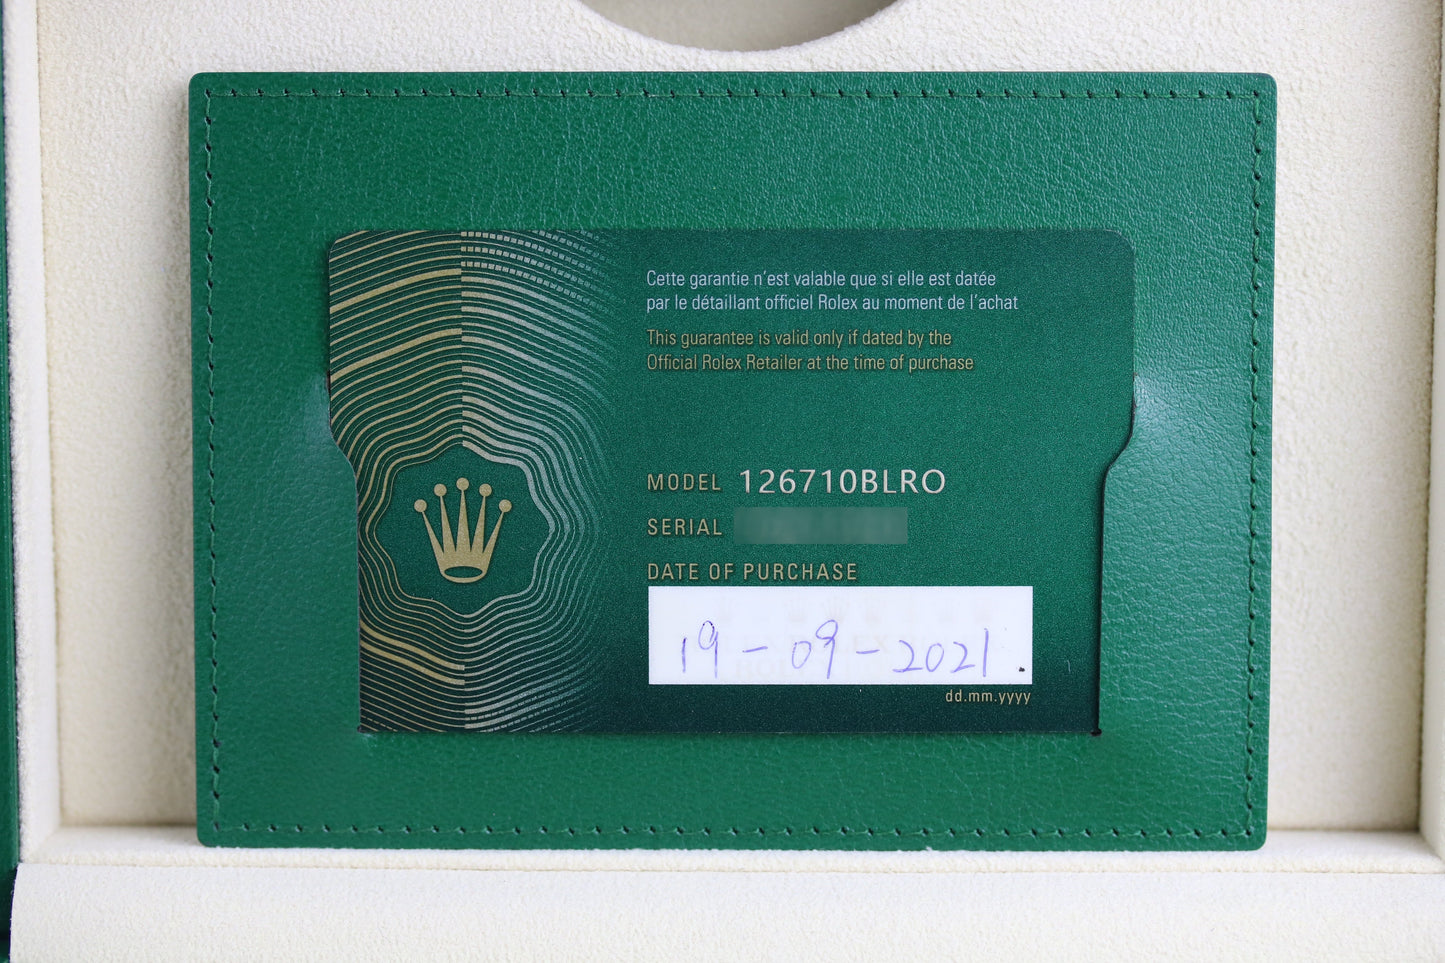 Cette garantie n'est valable que si elle est datée
par le détaillant officiel Rolex au moment de l'achat
This guarantee is valid only if dated by the
Official Rolex Retailer at the time of purchase
MODEL 126710BLRO
SERIAL
DATE OF PURCHASE
19-09-2021.
dd.mm.yyyy